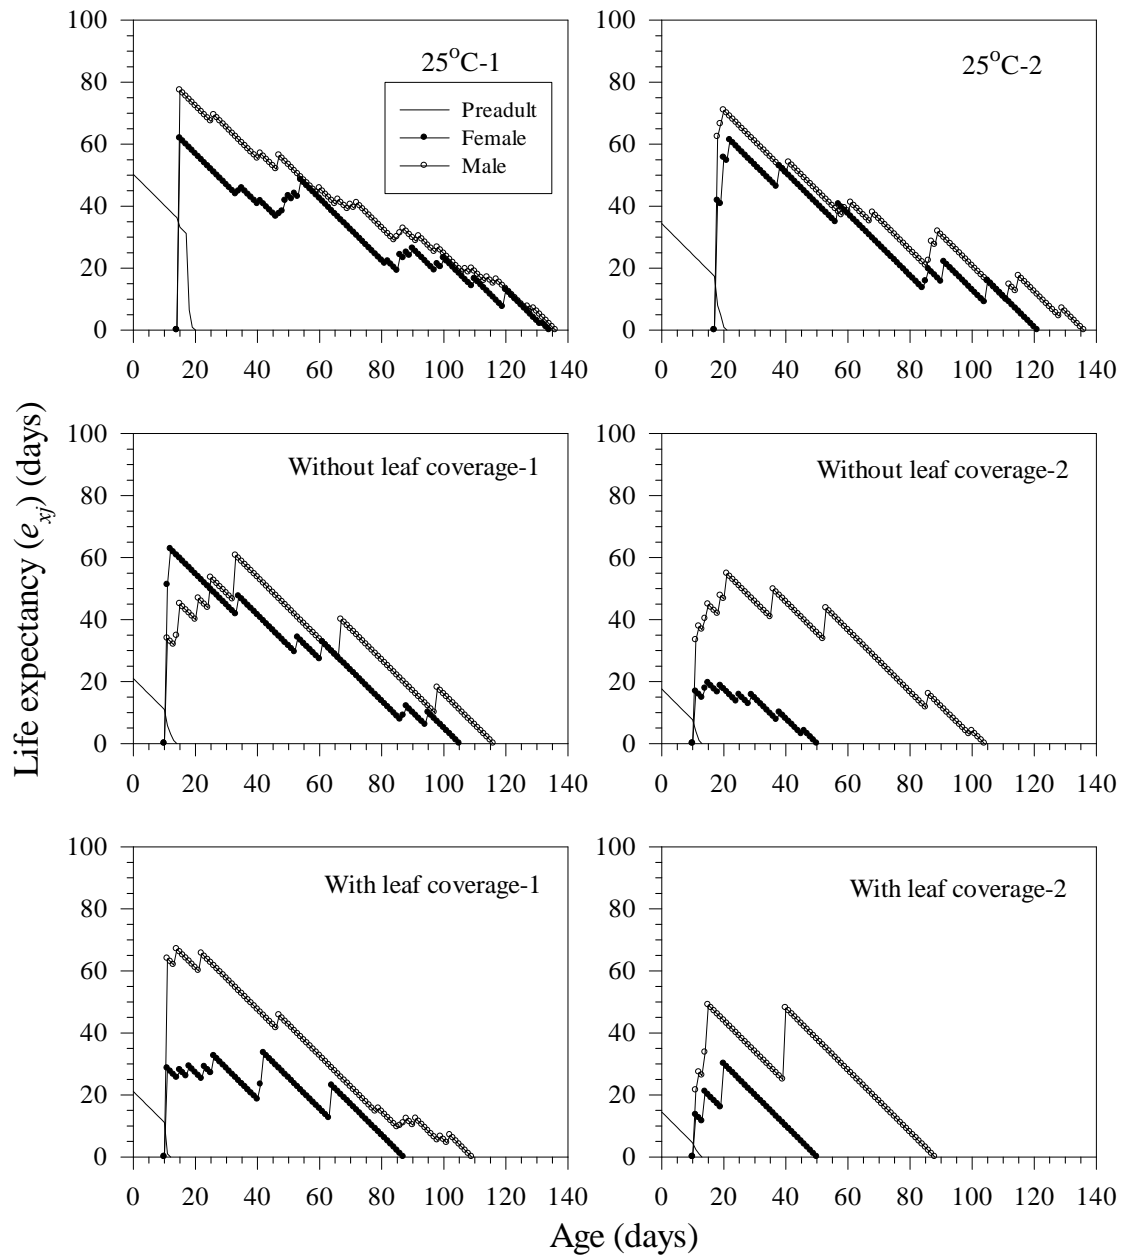 100
80
60
40
20
0
0 20 40 60 80 100 120 140
25°C-1
Preadult
Female
Male
100
80
60
40
20
0
0 20 40 60 80 100 120 140
25°C-2
100
80
60
40
20
0
0 20 40 60 80 100 120 140
Without leaf coverage-1
100
80
60
40
20
0
0 20 40 60 80 100 120 140
Without leaf coverage-2
100
80
60
40
20
0
0 20 40 60 80 100 120 140
With leaf coverage-1
100
80
60
40
20
0
0 20 40 60 80 100 120 140
With leaf coverage-2
Life expectancy (e_xj) (days)
Age (days)